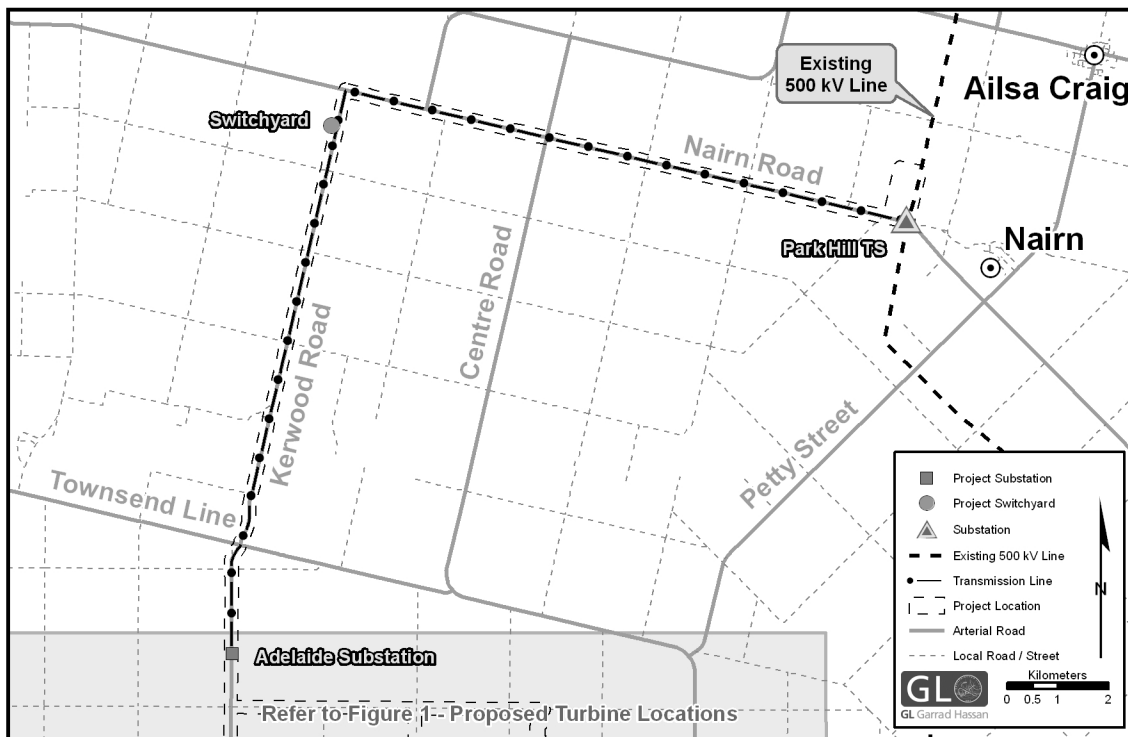 Existing
500 kV Line
Ailsa Craig
Switchyard
Nairn Road
Park Hill TS
Nairn
Centre Road
Kerwood Road
Petty Street
Townsend Line
Adelaide Substation
Refer to Figure 1-- Proposed Turbine Locations
Project Substation
Project Switchyard
Substation
Existing 500 kV Line
Transmission Line
Project Location
Arterial Road
Local Road / Street
N
Kilometers
0 0.5 1 2
GL
GL Garrad Hassan